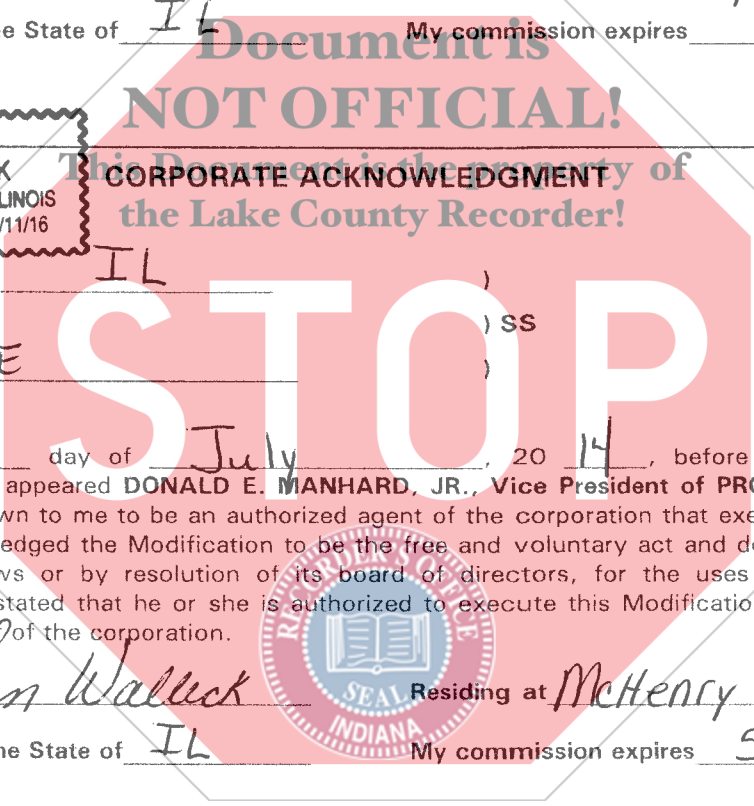 e State of IL My commission expires
Document is
NOT OFFICIAL!
This Document is the property of
K CORPORATE ACKNOWLEDGMENT
LINOIS
the Lake County Recorder!
/11/16
IL )
) SS
E )
STOP
day of July, 20 14, before
appeared DONALD E. MANHARD, JR., Vice President of PRO
wn to me to be an authorized agent of the corporation that exe
edged the Modification to be the free and voluntary act and de
ws or by resolution of its board of directors, for the uses
stated that he or she is authorized to execute this Modificatio
of the corporation.
RECORDER'S OFFICE
SEAL
INDIANA
n Walleck Residing at McHenry
ne State of IL My commission expires